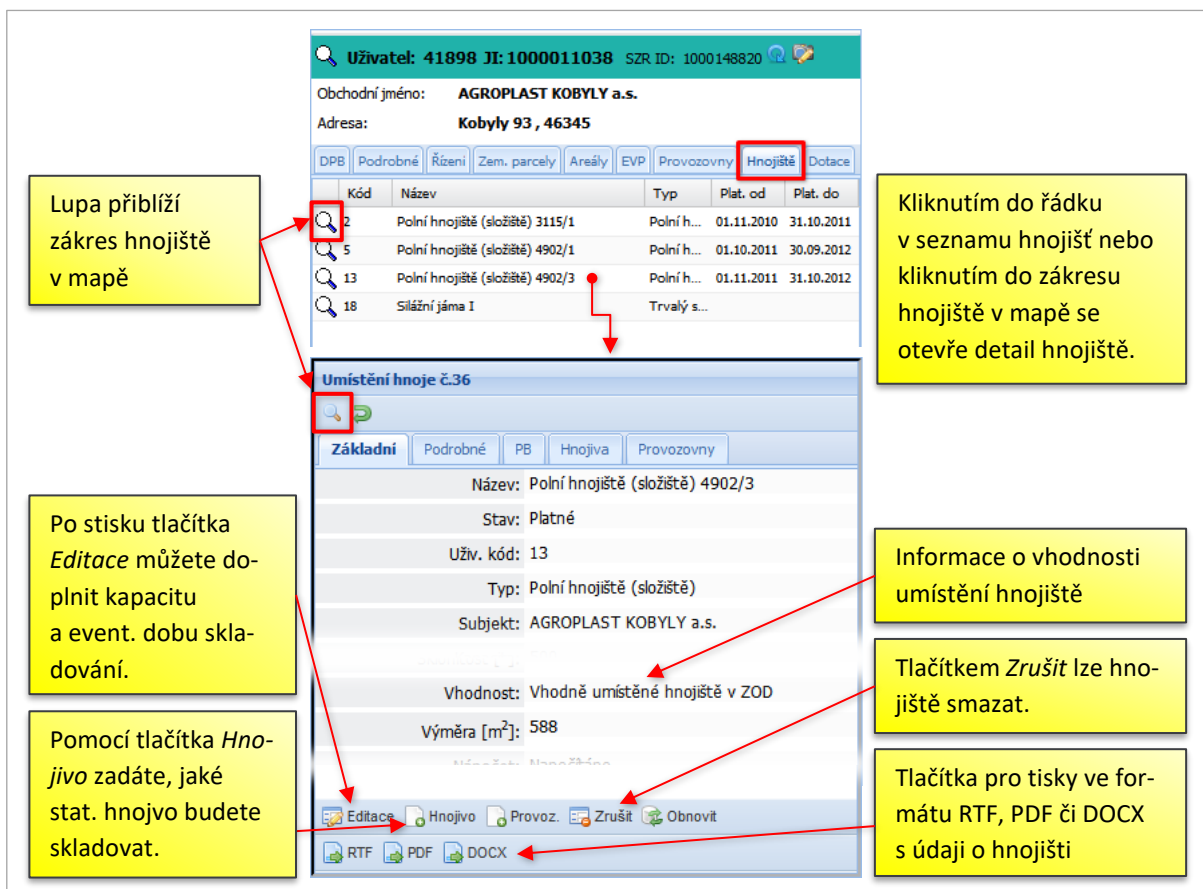 Uživatel: 41898 JI: 1000011038 SZR ID: 1000148820
Obchodní jméno: AGROPLAST KOBYLY a.s.
Adresa: Kobyly 93 , 46345
DPB Podrobné Řízení Zem. parcely Areály EVP Provozovny Hnojiště Dotace
Kód Název Typ Plat. od Plat. do
2 Polní hnojiště (složiště) 3115/1 Polní h... 01.11.2010 31.10.2011
5 Polní hnojiště (složiště) 4902/1 Polní h... 01.10.2011 30.09.2012
13 Polní hnojiště (složiště) 4902/3 Polní h... 01.11.2011 31.10.2012
18 Silážní jáma I Trvalý s...
Lupa přiblíží
zákres hnojiště
v mapě
Kliknutím do řádku
v seznamu hnojišť nebo
kliknutím do zákresu
hnojiště v mapě se
otevře detail hnojiště.
Umístění hnoje č.36
Základní Podrobné PB Hnojiva Provozovny
Název: Polní hnojiště (složiště) 4902/3
Stav: Platné
Uživ. kód: 13
Typ: Polní hnojiště (složiště)
Subjekt: AGROPLAST KOBYLY a.s.
Vhodnost: Vhodně umístěné hnojiště v ZOD
Výměra [m2]: 588
Editace Hnojivo Provoz. Zrušit Obnovit
RTF PDF DOCX
Po stisku tlačítka
Editace můžete do-
plnit kapacitu
a event. dobu skla-
dování.
Pomocí tlačítka Hno-
jivo zadáte, jaké
stat. hnojvo budete
skladovat.
Informace o vhodnosti
umístění hnojiště
Tlačítkem Zrušit lze hno-
jiště smazat.
Tlačítka pro tisky ve for-
mátu RTF, PDF či DOCX
s údaji o hnojišti